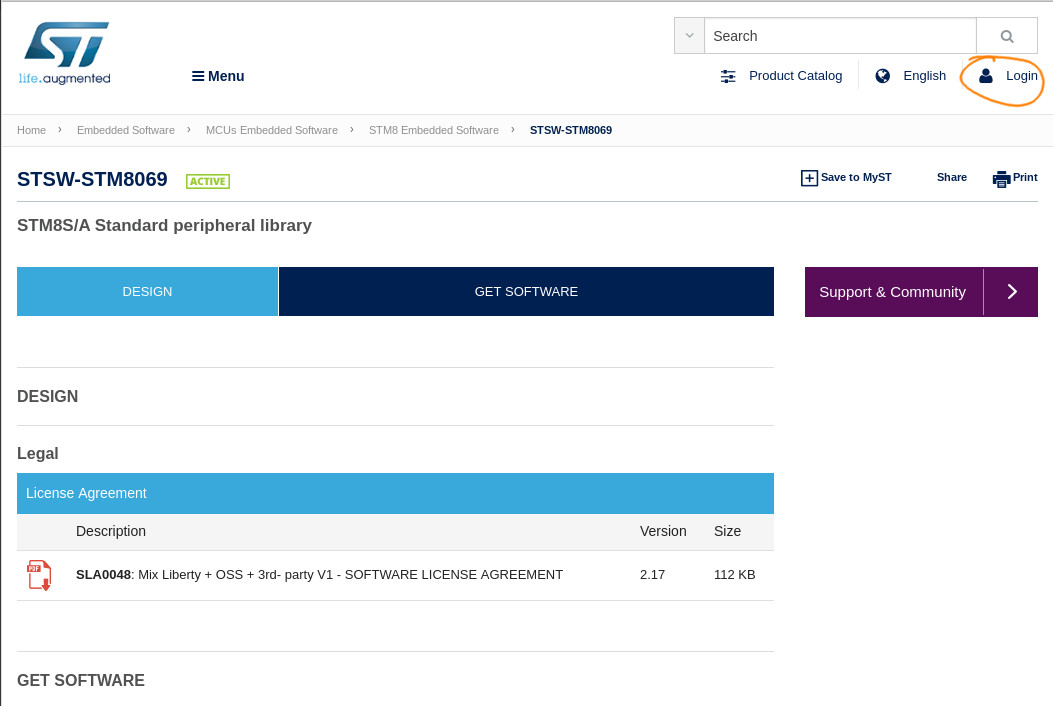 ST
life.augmented
Menu
Search
Product Catalog
English
Login
Home › Embedded Software › MCUs Embedded Software › STM8 Embedded Software › STSW-STM8069
STSW-STM8069 ACTIVE
Save to MyST Share Print
STM8S/A Standard peripheral library
DESIGN GET SOFTWARE Support & Community
DESIGN
Legal
License Agreement
Description Version Size
PDF SLA0048: Mix Liberty + OSS + 3rd- party V1 - SOFTWARE LICENSE AGREEMENT 2.17 112 KB
GET SOFTWARE